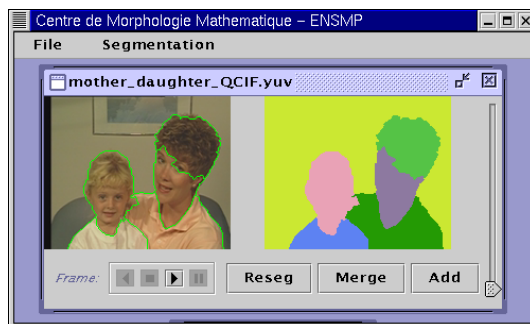 Centre de Morphologie Mathematique – ENSMP
File Segmentation
mother_daughter_QCIF.yuv
Frame: Reseg Merge Add